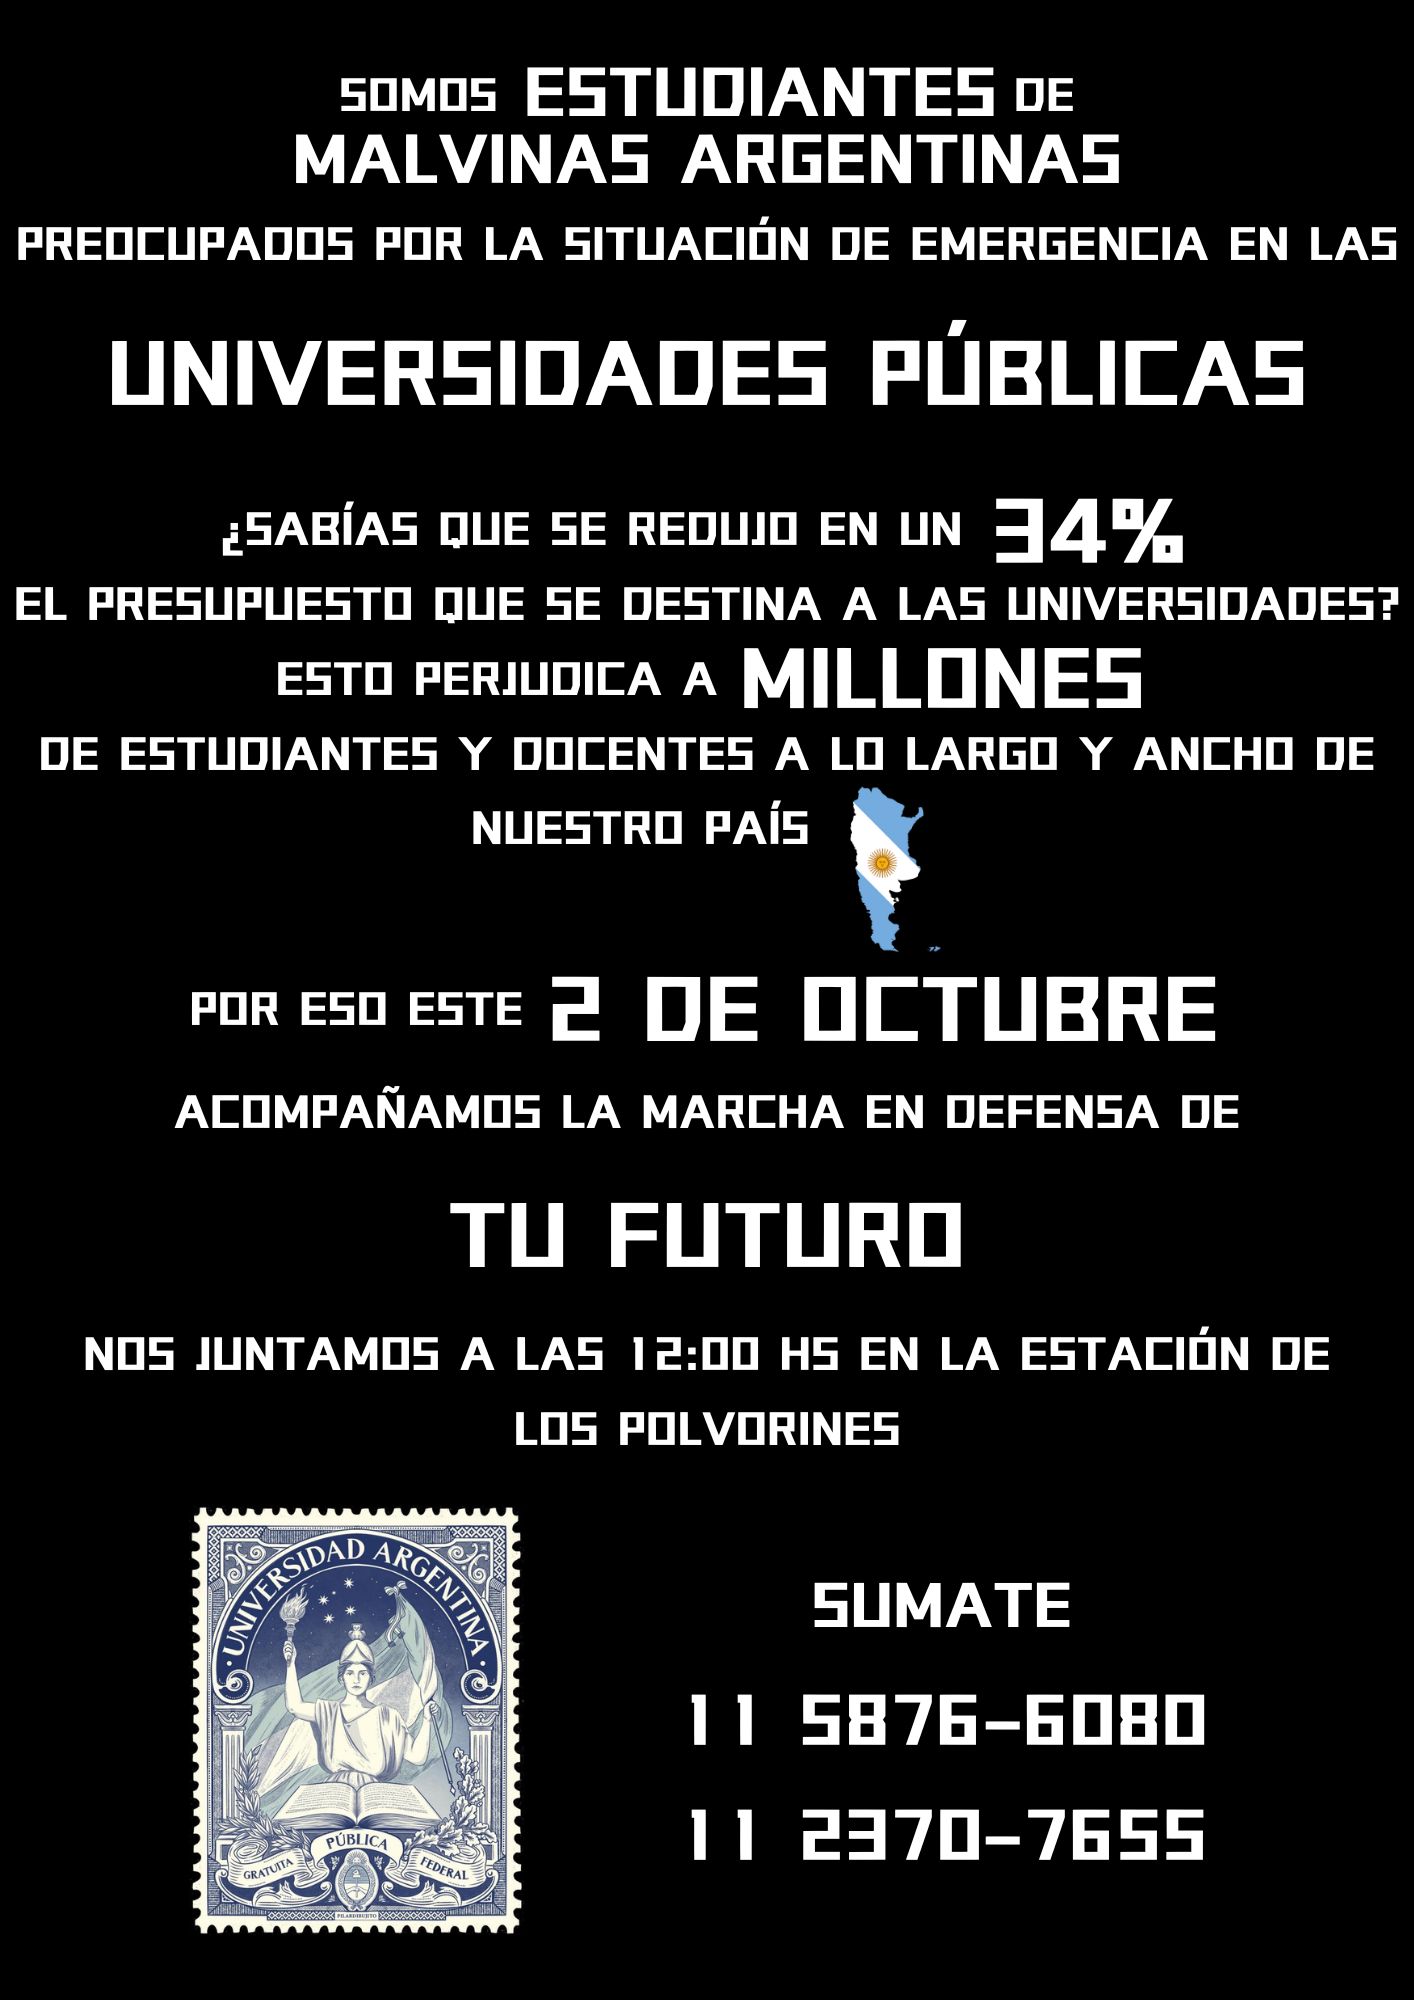 SOMOS ESTUDIANTES DE
MALVINAS ARGENTINAS
PREOCUPADOS POR LA SITUACIÓN DE EMERGENCIA EN LAS
UNIVERSIDADES PÚBLICAS
¿SABÍAS QUE SE REDUJO EN UN 34%
EL PRESUPUESTO QUE SE DESTINA A LAS UNIVERSIDADES?
ESTO PERJUDICA A MILLONES
DE ESTUDIANTES Y DOCENTES A LO LARGO Y ANCHO DE
NUESTRO PAÍS
POR ESO ESTE 2 DE OCTUBRE
ACOMPAÑAMOS LA MARCHA EN DEFENSA DE
TU FUTURO
NOS JUNTAMOS A LAS 12:00 HS EN LA ESTACIÓN DE
LOS POLVORINES
· UNIVERSIDAD ARGENTINA ·
PÚBLICA
GRATUITA
FEDERAL
PILARDIBUJITO
SUMATE
11 5876-6080
11 2370-7655